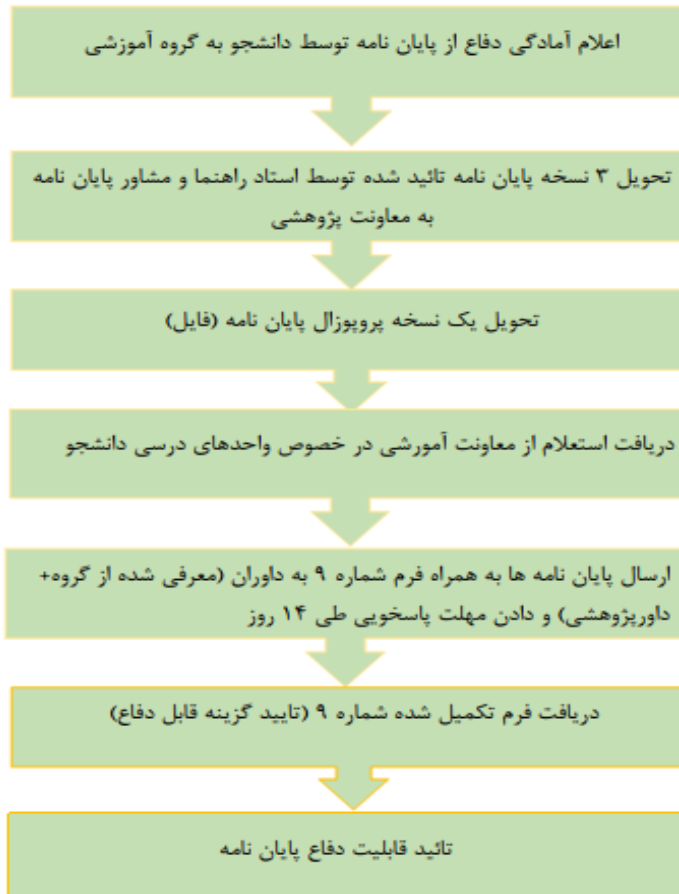 اعلام آمادگی دفاع از پایان نامه توسط دانشجو به گروه آموزشی
تحویل ۳ نسخه پایان نامه تائید شده توسط استاد راهنما و مشاور پایان نامه
به معاونت پژوهشی
تحویل یک نسخه پروپوزال پایان نامه (فایل)
دریافت استعلام از معاونت آمورشی در خصوص واحدهای درسی دانشجو
ارسال پایان نامه ها به همراه فرم شماره ۹ به داوران (معرفی شده از گروه+
داورپژوهشی) و دادن مهلت پاسخویی طی ۱۴ روز
دریافت فرم تکمیل شده شماره ۹ (تایید گزینه قابل دفاع)
تائید قابلیت دفاع پایان نامه